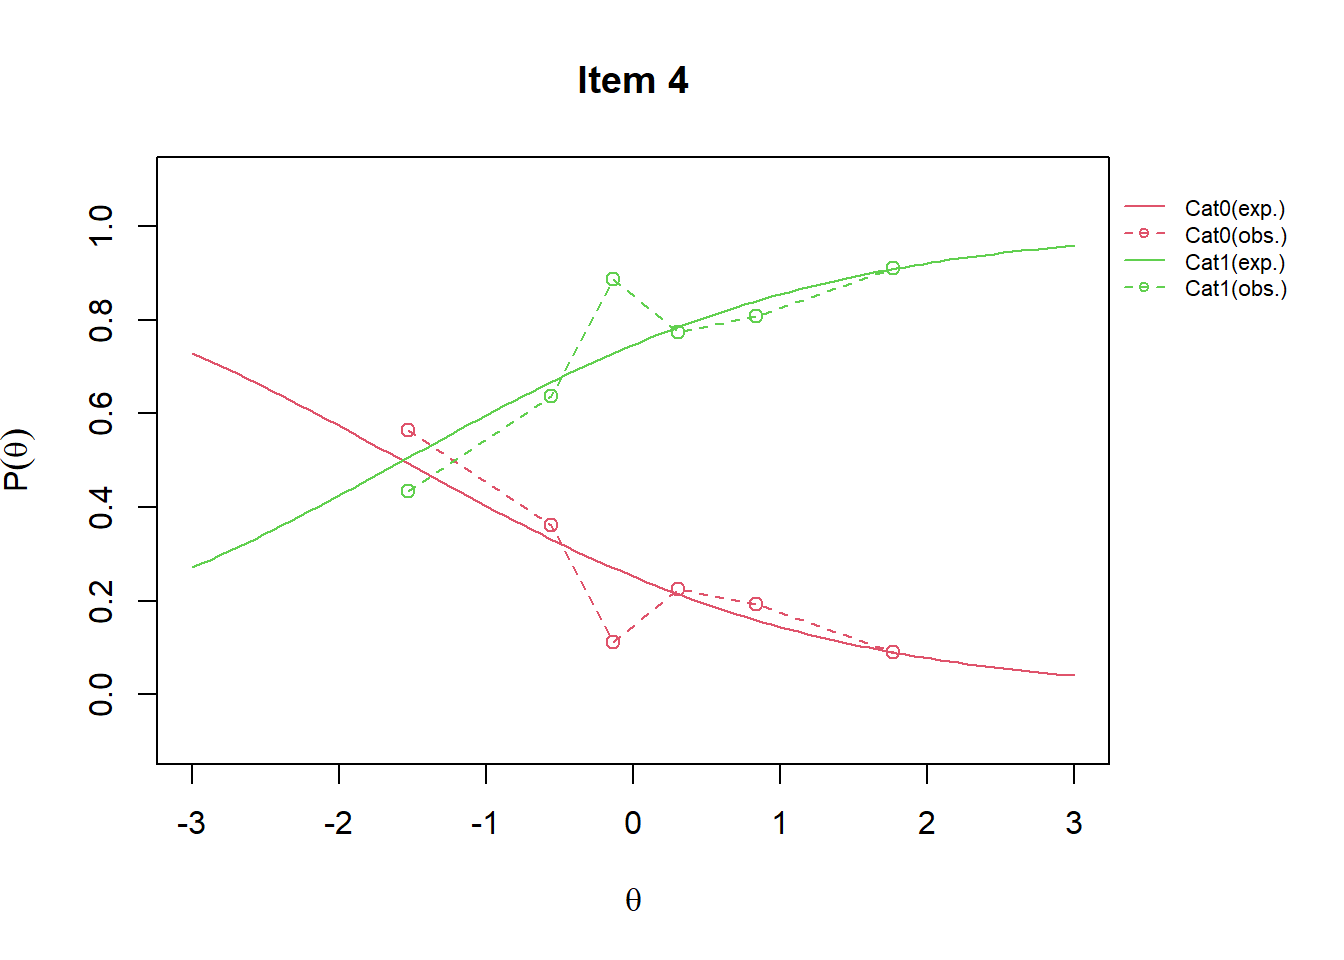 Item 4
P(θ)
1.0
0.8
0.6
0.4
0.2
0.0
-3 -2 -1 0 1 2 3
θ
Cat0(exp.)
Cat0(obs.)
Cat1(exp.)
Cat1(obs.)